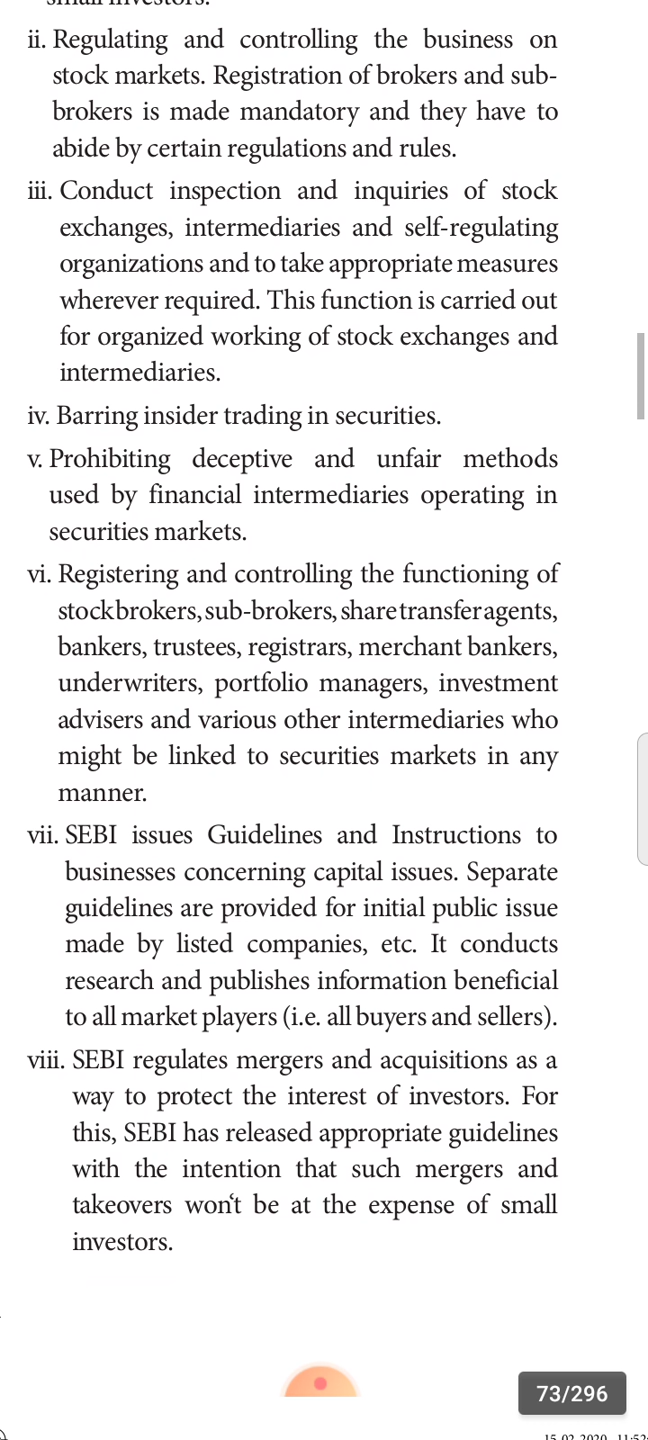 small investors.
ii. Regulating and controlling the business on
stock markets. Registration of brokers and sub-
brokers is made mandatory and they have to
abide by certain regulations and rules.
iii. Conduct inspection and inquiries of stock
exchanges, intermediaries and self-regulating
organizations and to take appropriate measures
wherever required. This function is carried out
for organized working of stock exchanges and
intermediaries.
iv. Barring insider trading in securities.
v. Prohibiting deceptive and unfair methods
used by financial intermediaries operating in
securities markets.
vi. Registering and controlling the functioning of
stock brokers, sub-brokers, share transfer agents,
bankers, trustees, registrars, merchant bankers,
underwriters, portfolio managers, investment
advisers and various other intermediaries who
might be linked to securities markets in any
manner.
vii. SEBI issues Guidelines and Instructions to
businesses concerning capital issues. Separate
guidelines are provided for initial public issue
made by listed companies, etc. It conducts
research and publishes information beneficial
to all market players (i.e. all buyers and sellers).
viii. SEBI regulates mergers and acquisitions as a
way to protect the interest of investors. For
this, SEBI has released appropriate guidelines
with the intention that such mergers and
takeovers won‘t be at the expense of small
investors.
73/296
15-02-2020 11:52